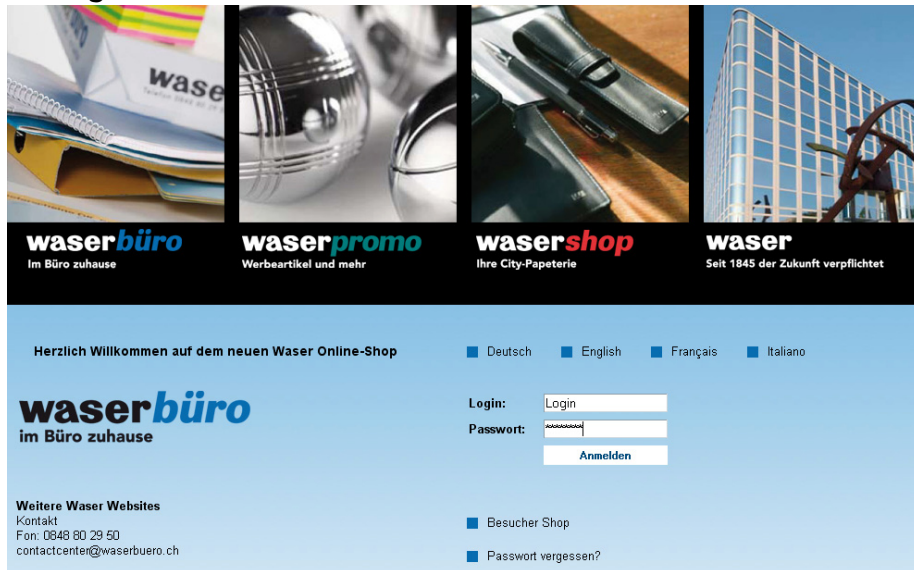 waser
waserbüro
Im Büro zuhause
waserpromo
Werbeartikel und mehr
wasershop
Ihre City-Papeterie
waser
Seit 1845 der Zukunft verpflichtet
Herzlich Willkommen auf dem neuen Waser Online-Shop
Deutsch English Français Italiano
waserbüro
im Büro zuhause
Login: Login
Passwort: ********
Anmelden
Weitere Waser Websites
Kontakt
Fon: 0848 80 29 50
contactcenter@waserbuero.ch
Besucher Shop
Passwort vergessen?